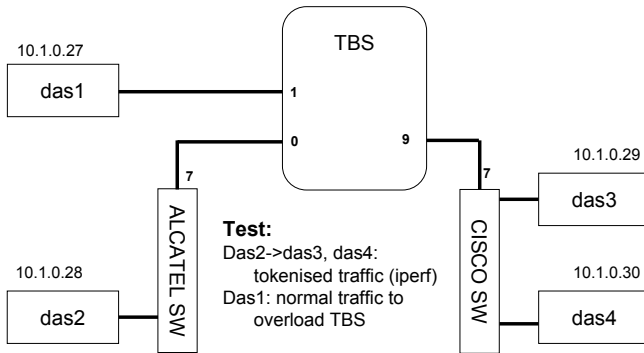 TBS
10.1.0.27
das1
1
0
9
7
ALCATEL SW
10.1.0.28
das2
Test:
Das2->das3, das4:
tokenised traffic (iperf)
Das1: normal traffic to
overload TBS
7
CISCO SW
10.1.0.29
das3
10.1.0.30
das4